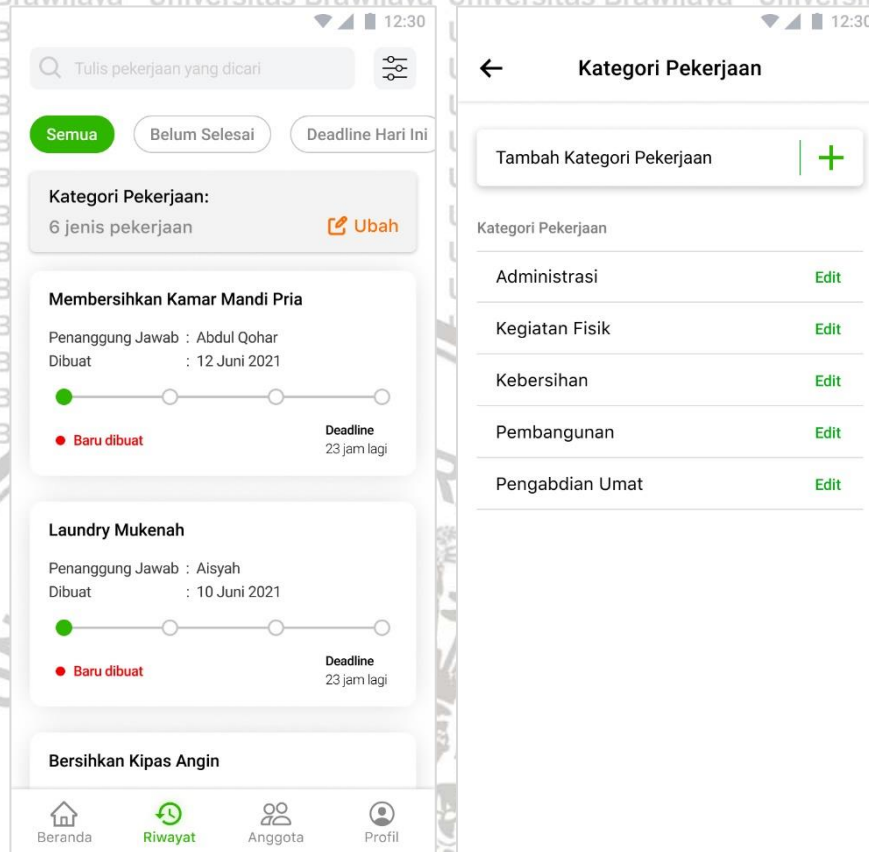 12:30
Tulis pekerjaan yang dicari
Semua
Belum Selesai
Deadline Hari Ini
Kategori Pekerjaan:
6 jenis pekerjaan
Ubah
Membersihkan Kamar Mandi Pria
Penanggung Jawab : Abdul Qohar
Dibuat : 12 Juni 2021
Baru dibuat
Deadline
23 jam lagi
Laundry Mukenah
Penanggung Jawab : Aisyah
Dibuat : 10 Juni 2021
Baru dibuat
Deadline
23 jam lagi
Bersihkan Kipas Angin
Beranda
Riwayat
Anggota
Profil
12:30
Kategori Pekerjaan
Tambah Kategori Pekerjaan
Kategori Pekerjaan
Administrasi
Edit
Kegiatan Fisik
Edit
Kebersihan
Edit
Pembangunan
Edit
Pengabdian Umat
Edit